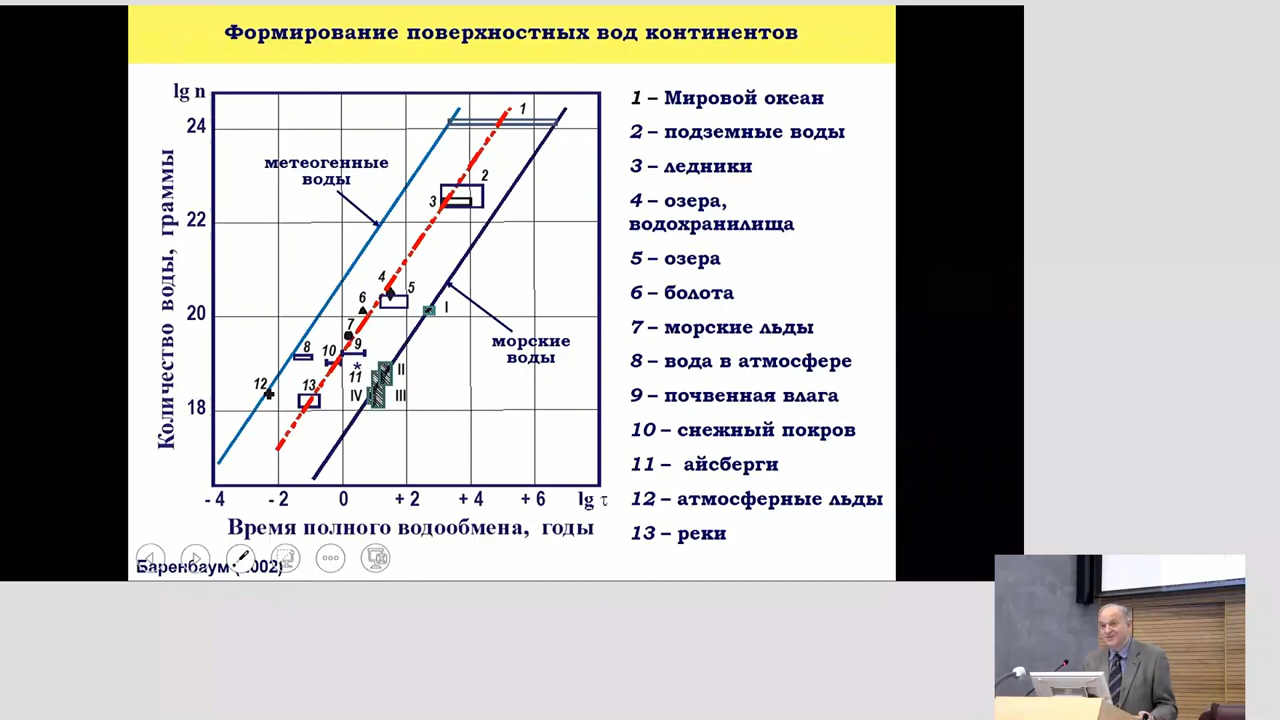 Формирование поверхностных вод континентов
lg n
24
22
20
18
Количество воды, граммы
метеогенные
воды
морские
воды
1
2
3
4
5
6
7
8
9
10
*
11
12
13
I
II
III
IV
- 4
- 2
0
+ 2
+ 4
+ 6
lg τ
Время полного водообмена, годы
1 – Мировой океан
2 – подземные воды
3 – ледники
4 – озера,
водохранилища
5 – озера
6 – болота
7 – морские льды
8 – вода в атмосфере
9 – почвенная влага
10 – снежный покров
11 – айсберги
12 – атмосферные льды
13 – реки
Баренбаум (2002)